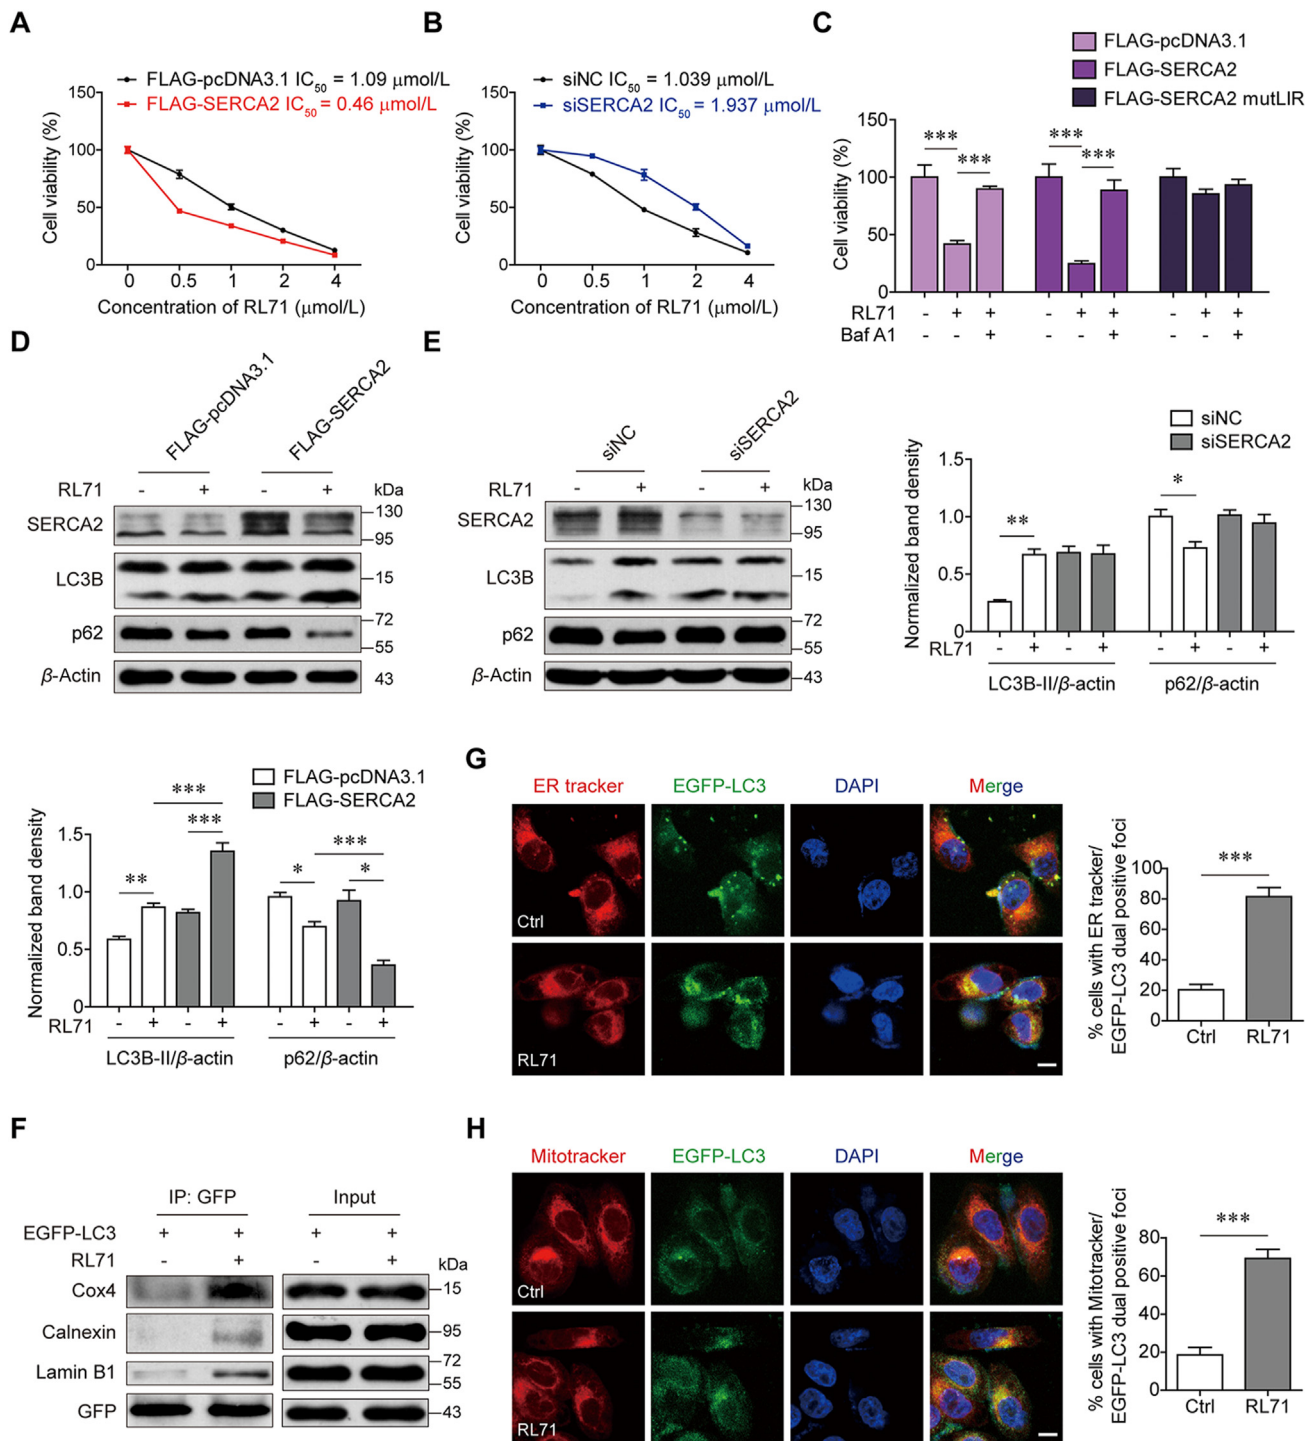 A
FLAG-pcDNA3.1 IC50 = 1.09 μmol/L
FLAG-SERCA2 IC50 = 0.46 μmol/L
Cell viability (%)
150
100
50
0
0 0.5 1 2 4
Concentration of RL71 (μmol/L)
B
siNC IC50 = 1.039 μmol/L
siSERCA2 IC50 = 1.937 μmol/L
Cell viability (%)
150
100
50
0
0 0.5 1 2 4
Concentration of RL71 (μmol/L)
C
FLAG-pcDNA3.1
FLAG-SERCA2
FLAG-SERCA2 mutLIR
Cell viability (%)
150
100
50
0
*** *** *** ***
RL71 - + + - + + - + +
Baf A1 - - + - - + - - +
D
FLAG-pcDNA3.1 FLAG-SERCA2
RL71 - + - + kDa
SERCA2 130
95
LC3B 15
p62 72
55
β-Actin 43
FLAG-pcDNA3.1
FLAG-SERCA2
Normalized band density
1.5
1.0
0.5
0
** *** *** * *** *
RL71 - + - + - + - +
LC3B-II/β-actin p62/β-actin
E
siNC siSERCA2
RL71 - + - + kDa
SERCA2 130
95
LC3B 15
p62 72
55
β-Actin 43
siNC
siSERCA2
Normalized band density
1.5
1.0
0.5
0
** *
RL71 - + - + - + - +
LC3B-II/β-actin p62/β-actin
F
IP: GFP Input
EGFP-LC3 + + + +
RL71 - + - + kDa
Cox4 15
Calnexin 95
Lamin B1 72
55
GFP 43
G
ER tracker EGFP-LC3 DAPI Merge
Ctrl
RL71
% cells with ER tracker/
EGFP-LC3 dual positive foci
100
80
60
40
20
0
***
Ctrl RL71
H
Mitotracker EGFP-LC3 DAPI Merge
Ctrl
RL71
% cells with Mitotracker/
EGFP-LC3 dual positive foci
80
60
40
20
0
***
Ctrl RL71